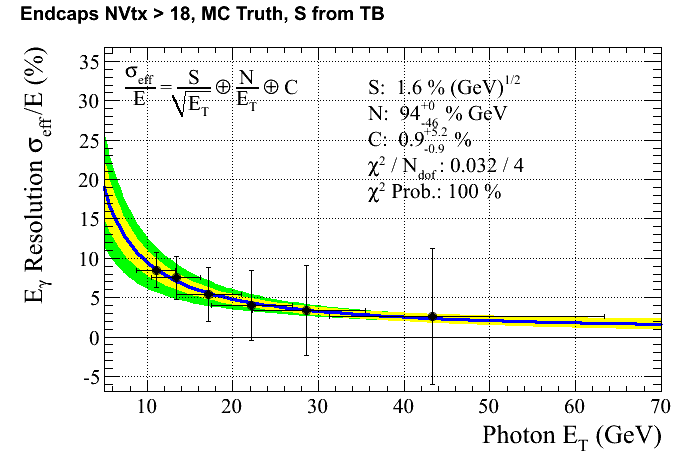 Endcaps NVtx > 18, MC Truth, S from TB
σeff/E = S/√ET ⊕ N/ET ⊕ C
S: 1.6 % (GeV)^1/2
N: 94 +0 -46 % GeV
C: 0.9 +5.2 -0.9 %
χ² / Ndof : 0.032 / 4
χ² Prob.: 100 %
Eγ Resolution σeff/E (%)
35
30
25
20
15
10
5
0
-5
10 20 30 40 50 60 70
Photon ET (GeV)